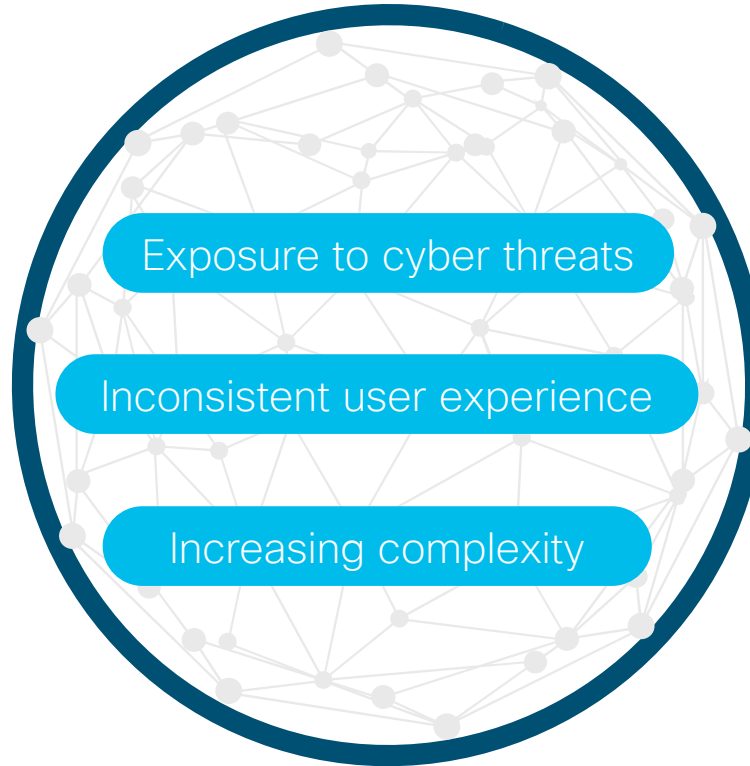 Exposure to cyber threats
Inconsistent user experience
Increasing complexity